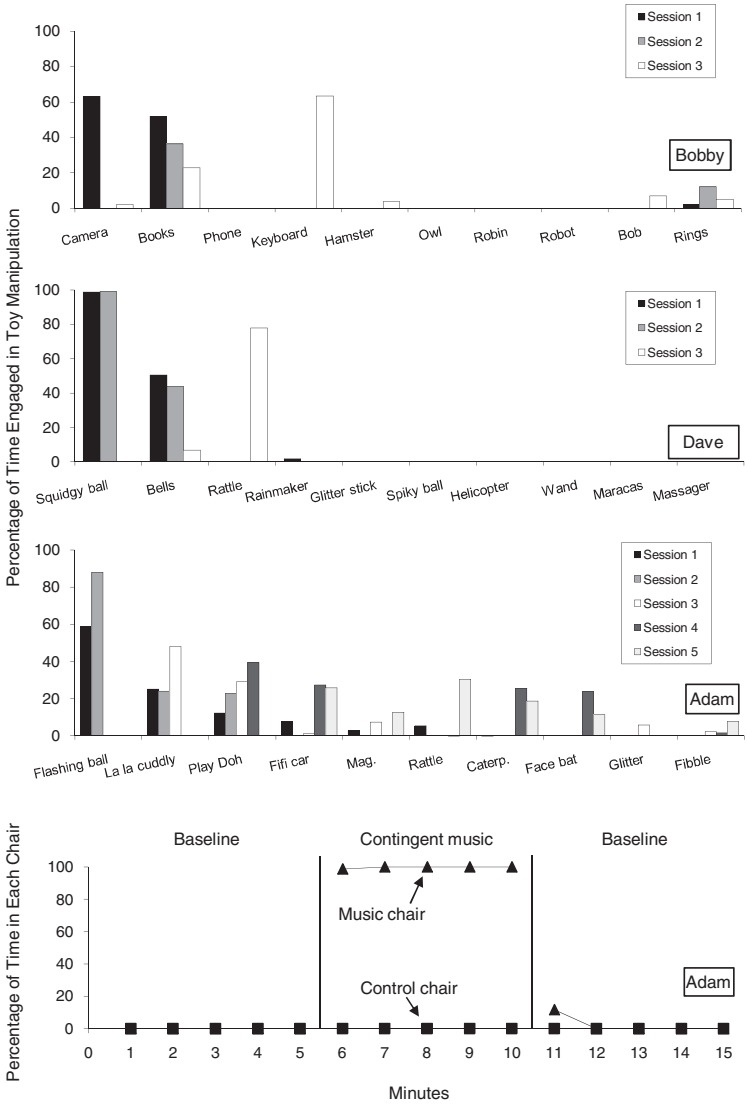 Percentage of Time Engaged in Toy Manipulation
100
80
60
40
20
0
Session 1
Session 2
Session 3
Bobby
Camera Books Phone Keyboard Hamster Owl Robin Robot Bob Rings
100
80
60
40
20
0
Session 1
Session 2
Session 3
Dave
Squidgy ball Bells Rattle Rainmaker Glitter stick Spiky ball Helicopter Wand Maracas Massager
100
80
60
40
20
0
Session 1
Session 2
Session 3
Session 4
Session 5
Adam
Flashing ball La la cuddly Play Doh Fifi car Mag. Rattle Caterp. Face bat Glitter Fibble
Percentage of Time in Each Chair
Baseline Contingent music Baseline
100
80
60
40
20
0
Music chair
Control chair
Adam
0 1 2 3 4 5 6 7 8 9 10 11 12 13 14 15
Minutes